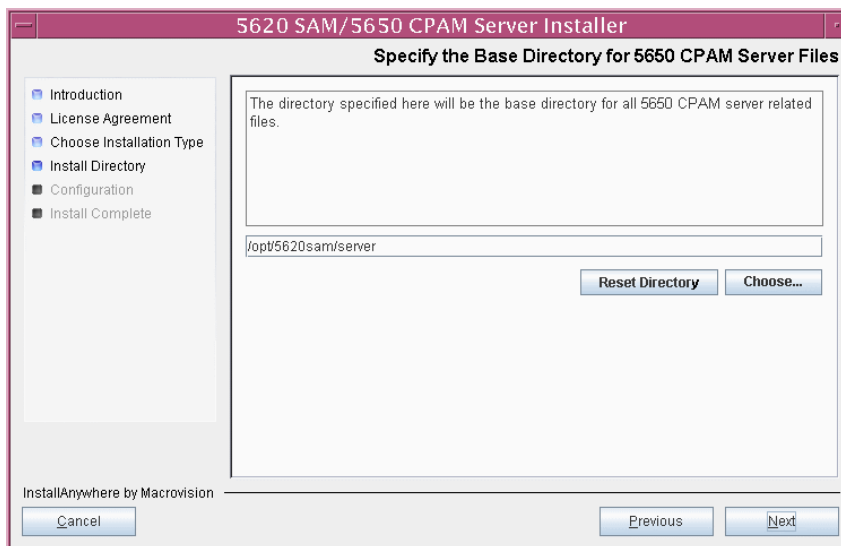 5620 SAM/5650 CPAM Server Installer
Specify the Base Directory for 5650 CPAM Server Files
Introduction
License Agreement
Choose Installation Type
Install Directory
Configuration
Install Complete
The directory specified here will be the base directory for all 5650 CPAM server related
files.
/opt/5620sam/server
Reset Directory
Choose...
InstallAnywhere by Macrovision
Cancel
Previous
Next